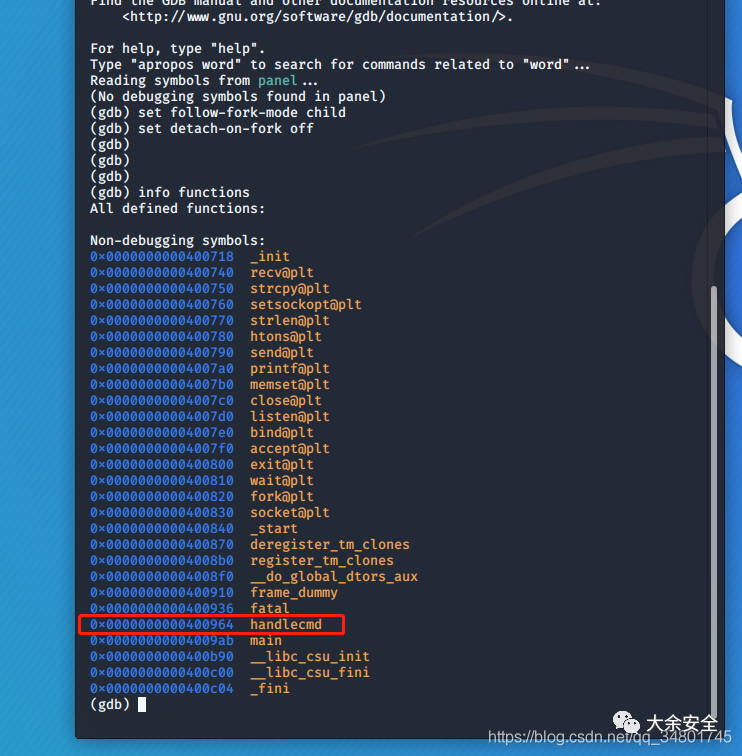 Find the GDB manual and other documentation resources online at:
<http://www.gnu.org/software/gdb/documentation/>.
For help, type "help".
Type "apropos word" to search for commands related to "word"...
Reading symbols from panel...
(No debugging symbols found in panel)
(gdb) set follow-fork-mode child
(gdb) set detach-on-fork off
(gdb)
(gdb)
(gdb)
(gdb) info functions
All defined functions:
Non-debugging symbols:
0x0000000000400718 _init
0x0000000000400740 recv@plt
0x0000000000400750 strcpy@plt
0x0000000000400760 setsockopt@plt
0x0000000000400770 strlen@plt
0x0000000000400780 htons@plt
0x0000000000400790 send@plt
0x00000000004007a0 printf@plt
0x00000000004007b0 memset@plt
0x00000000004007c0 close@plt
0x00000000004007d0 listen@plt
0x00000000004007e0 bind@plt
0x00000000004007f0 accept@plt
0x0000000000400800 exit@plt
0x0000000000400810 wait@plt
0x0000000000400820 fork@plt
0x0000000000400830 socket@plt
0x0000000000400840 _start
0x0000000000400870 deregister_tm_clones
0x00000000004008b0 register_tm_clones
0x00000000004008f0 __do_global_dtors_aux
0x0000000000400910 frame_dummy
0x0000000000400936 fatal
0x0000000000400964 handlecmd
0x00000000004009ab main
0x0000000000400b90 __libc_csu_init
0x0000000000400c00 __libc_csu_fini
0x0000000000400c04 _fini
(gdb)
大余安全
https://blog.csdn.net/qq_34801745